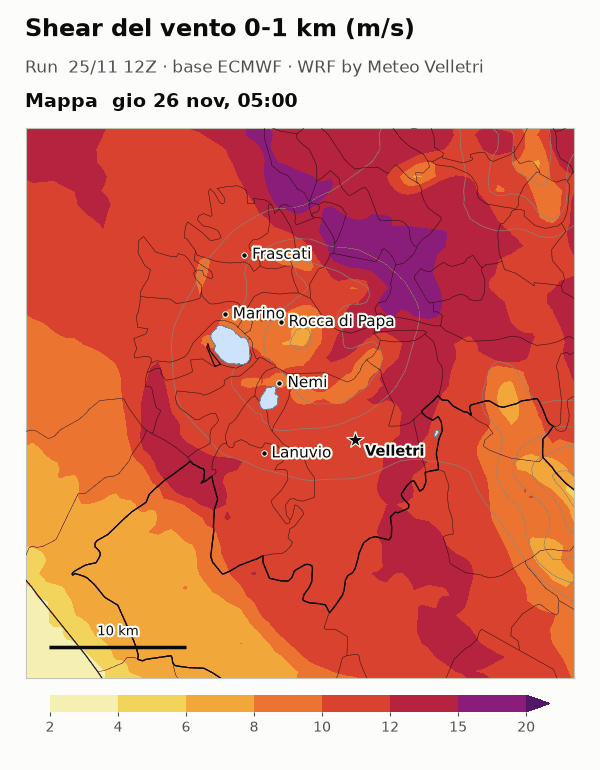 Shear del vento 0-1 km (m/s)
Run 25/11 12Z · base ECMWF · WRF by Meteo Velletri
Mappa gio 26 nov, 05:00
Frascati
Marino
Rocca di Papa
Nemi
Velletri
Lanuvio
10 km
2 4 6 8 10 12 15 20